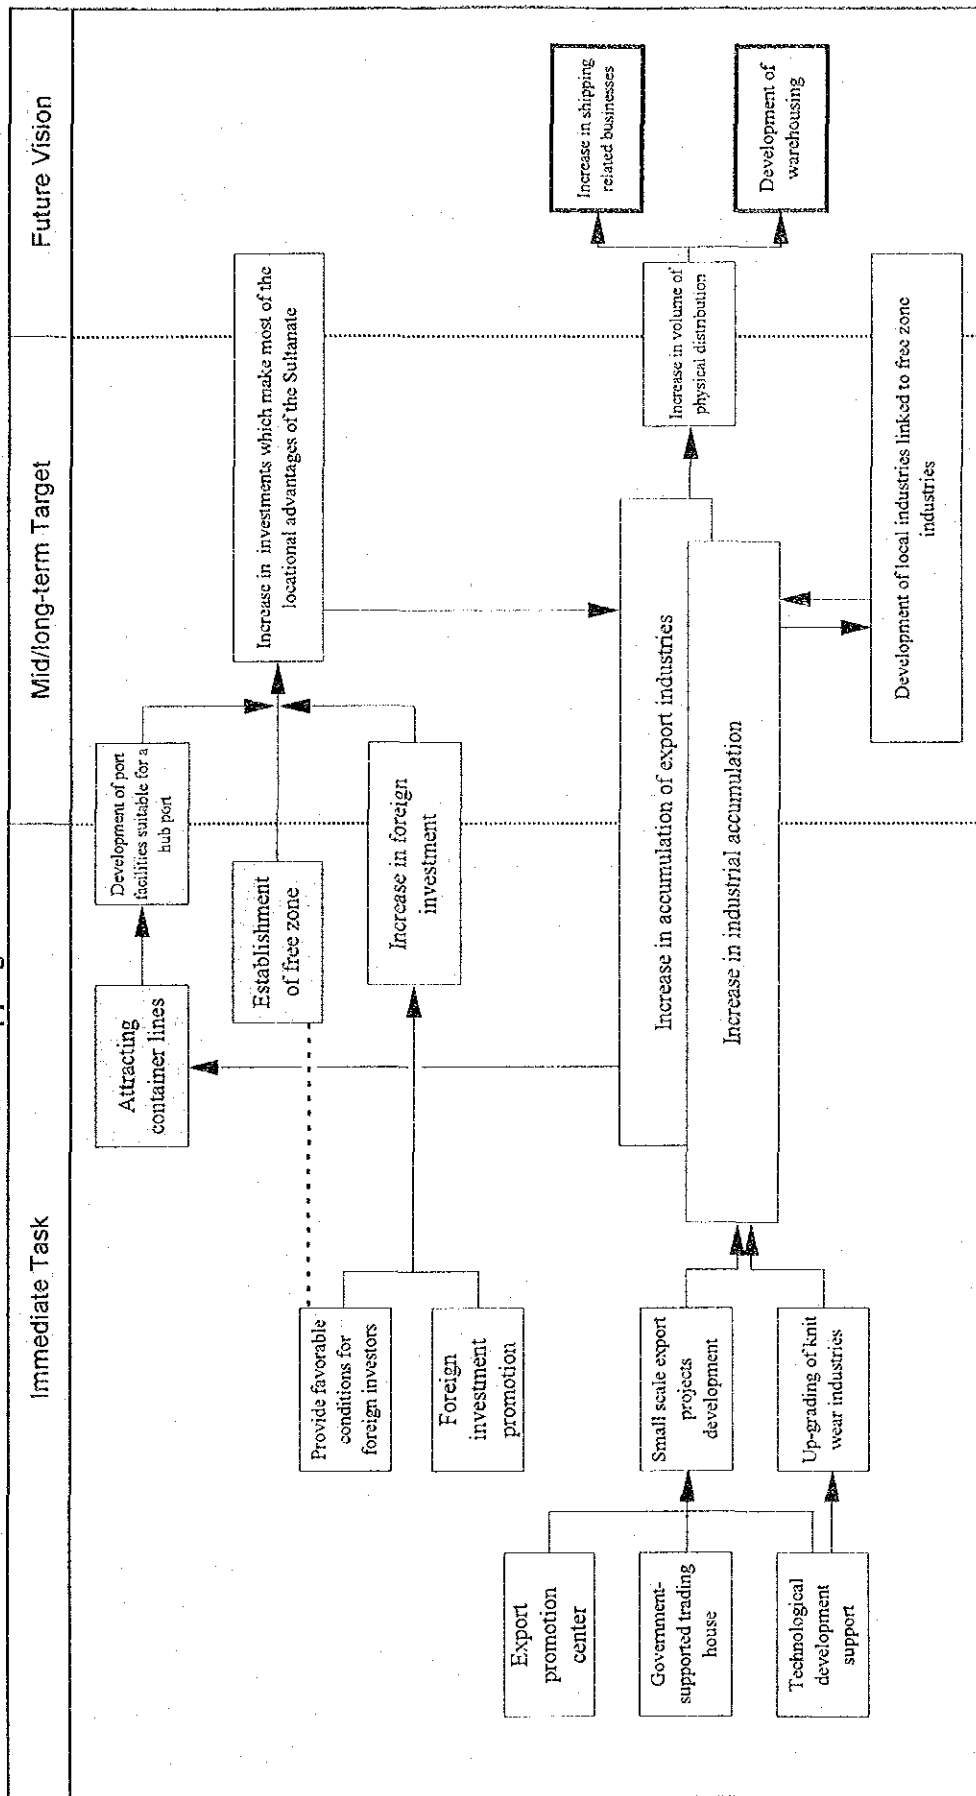 Immediate Task
Mid/long-term Target
Future Vision
Attracting
container lines
Development of port
facilities suitable for a
hub port
Establishment
of free zone
Increase in investments which make most of the
locational advantages of the Sultanate
Provide favorable
conditions for
foreign investors
Foreign
investment
promotion
Increase in foreign
investment
Export
promotion
center
Government-
supported trading
house
Technological
development
support
Small scale export
projects
development
Up-grading of knit
wear industries
Increase in accumulation of export industries
Increase in industrial accumulation
Increase in volume of
physical distribution
Increase in shipping
related businesses
Development of
warehousing
Development of local industries linked to free zone
industries